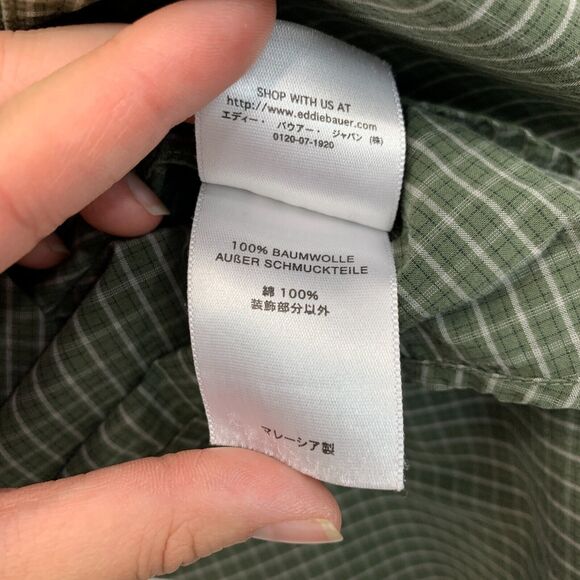 SHOP WITH US AT
http://www.eddiebauer.com
エディー・ バウアー・ ジャパン (株)
0120-07-1920
100% BAUMWOLLE
AUßER SCHMUCKTEILE
綿 100%
装飾部分以外
マレーシア製